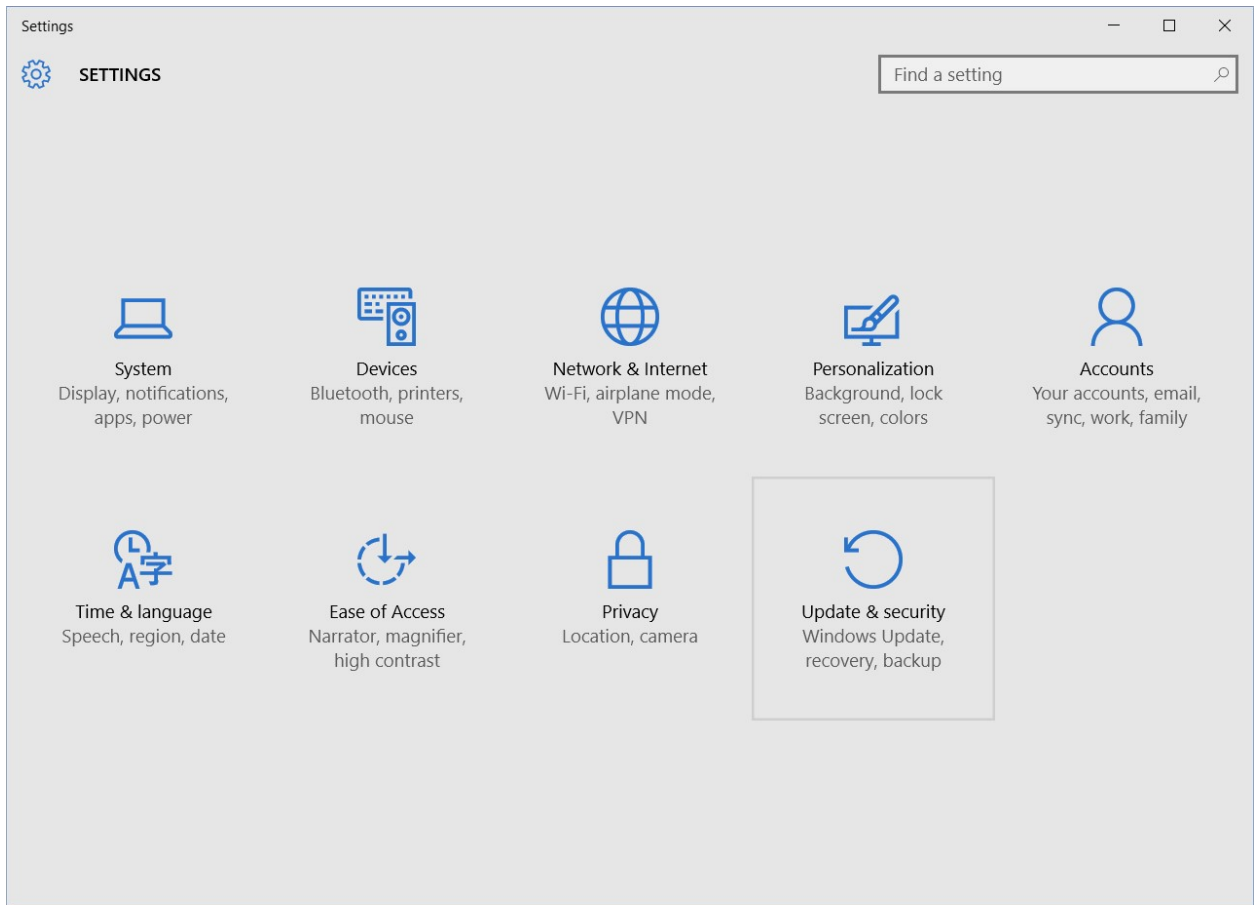 Settings
SETTINGS
Find a setting
System
Display, notifications,
apps, power
Devices
Bluetooth, printers,
mouse
Network & Internet
Wi-Fi, airplane mode,
VPN
Personalization
Background, lock
screen, colors
Accounts
Your accounts, email,
sync, work, family
A字
Time & language
Speech, region, date
Ease of Access
Narrator, magnifier,
high contrast
Privacy
Location, camera
Update & security
Windows Update,
recovery, backup